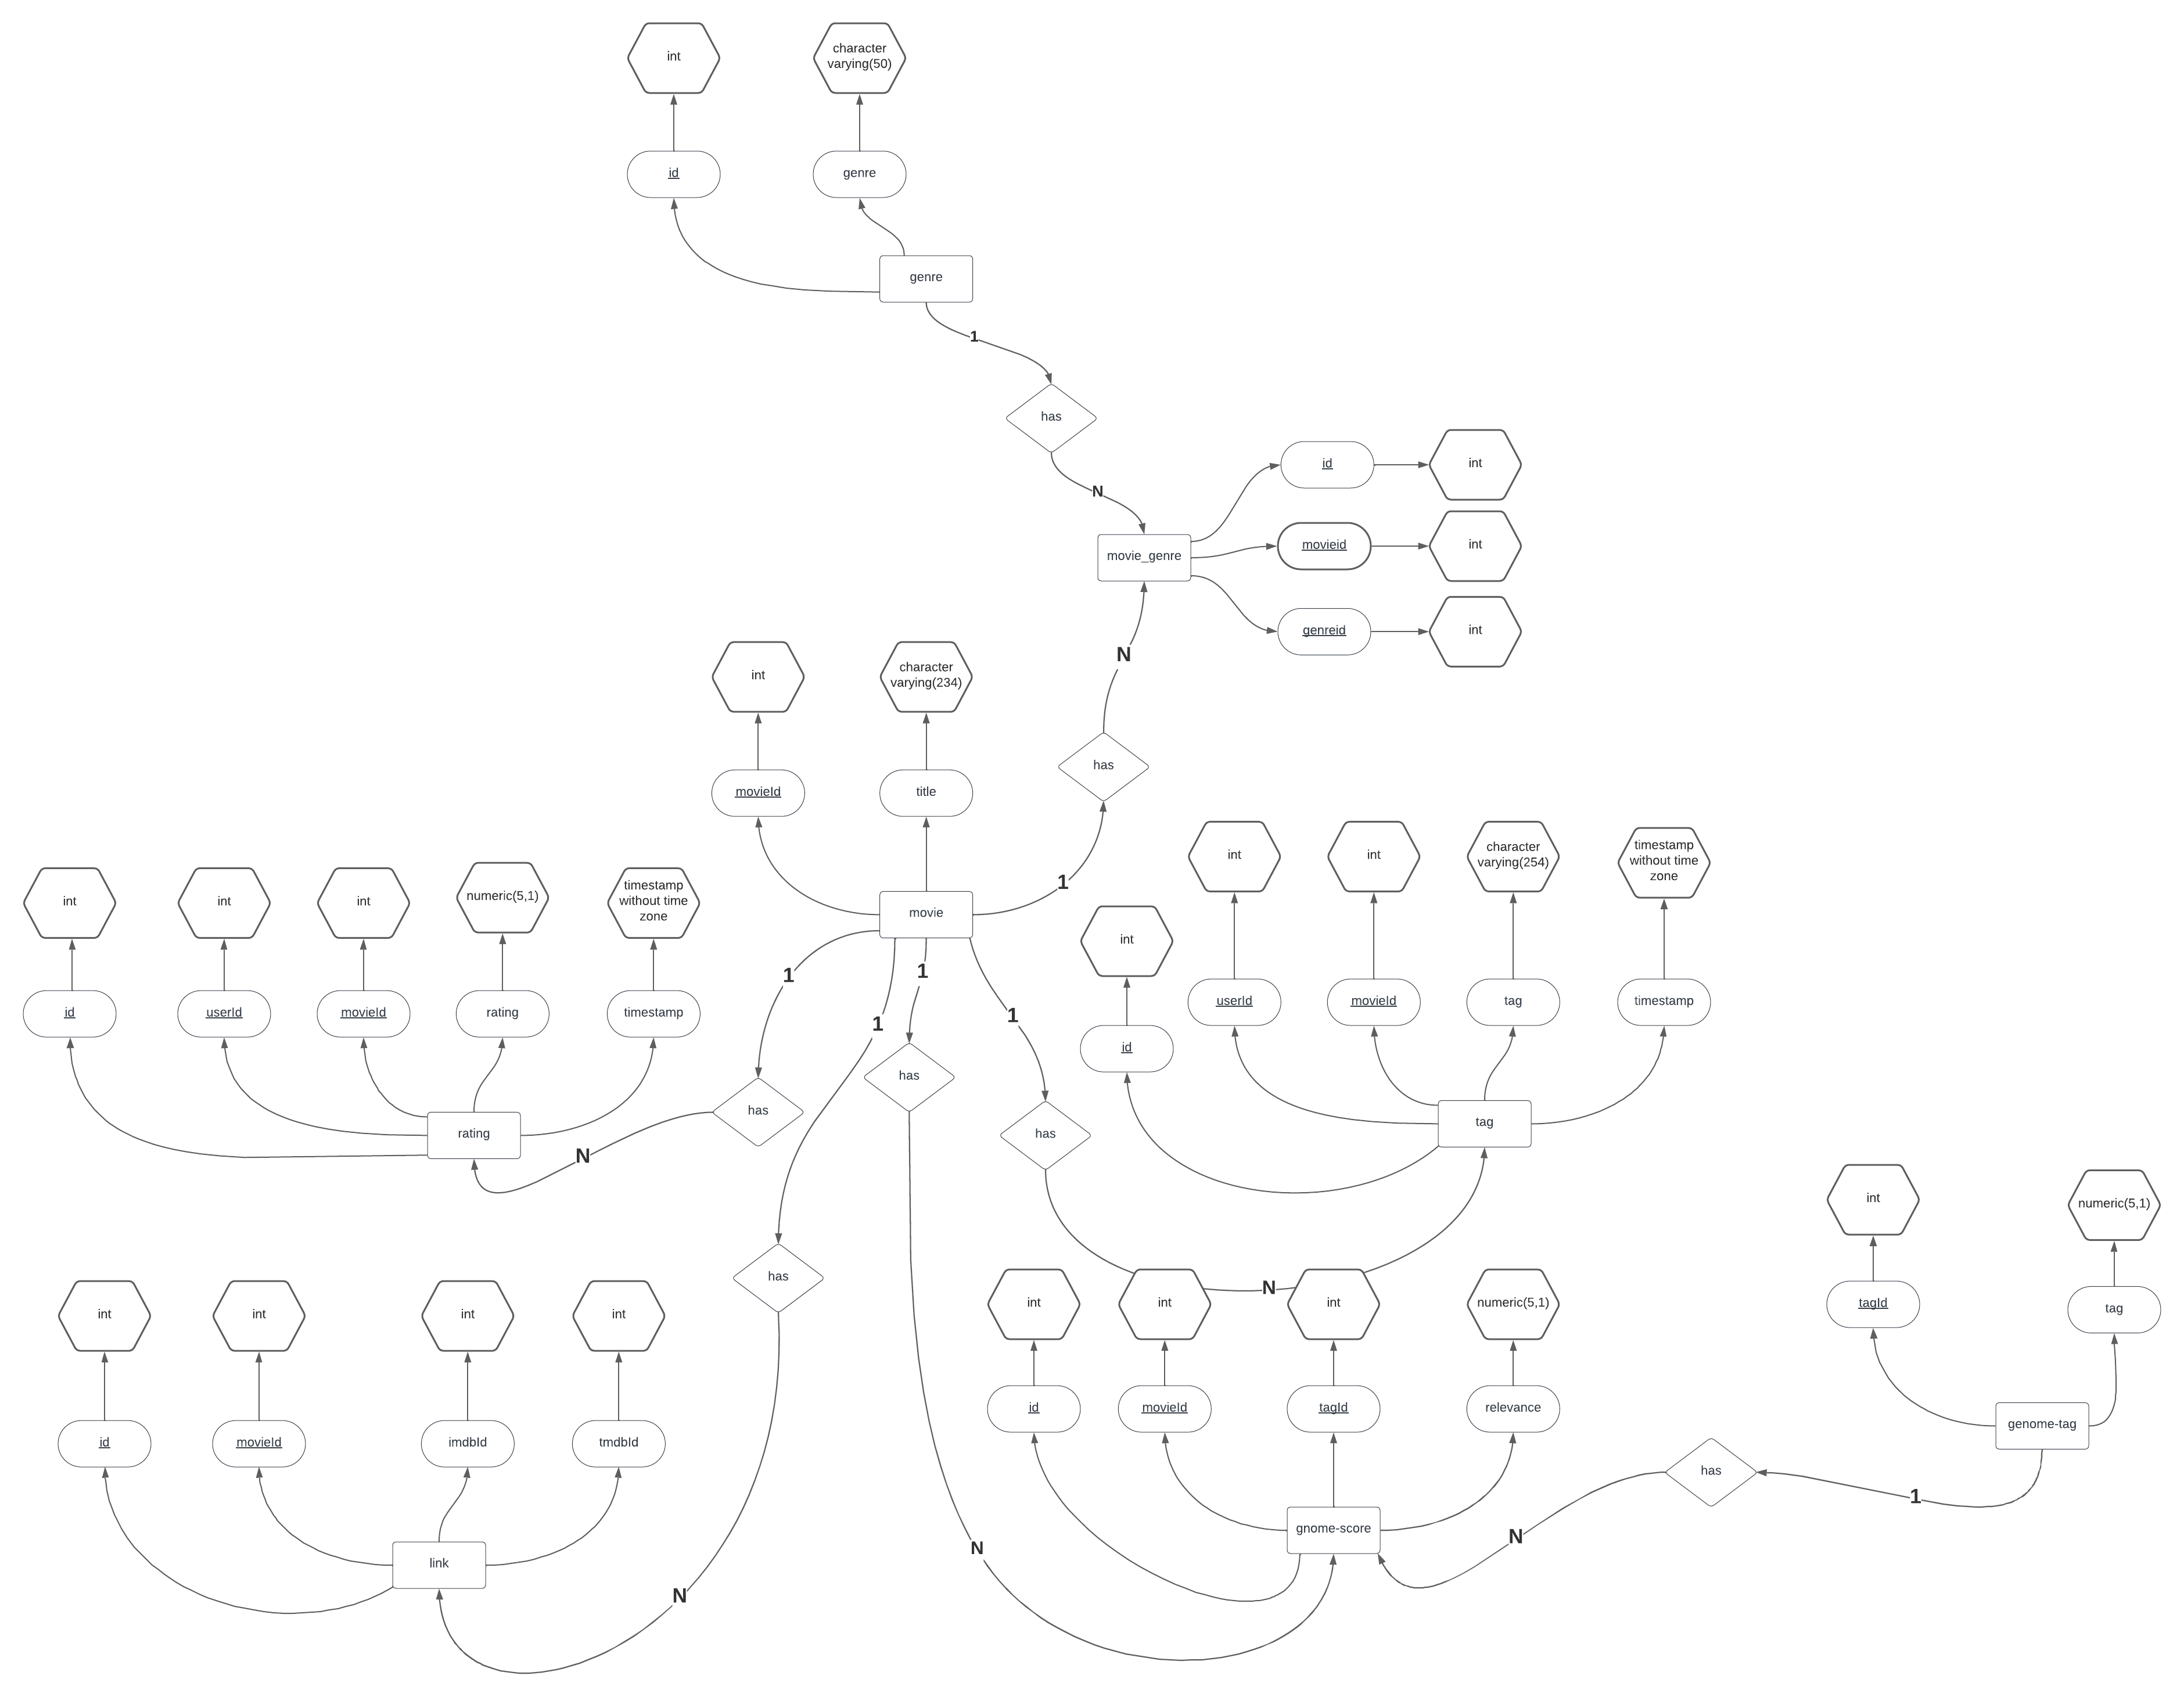 int
character
varying(50)
id
genre
genre
1
has
N
id
int
movie_genre
movieid
int
genreid
int
N
int
character
varying(234)
has
movieId
title
1
movie
int
int
int
numeric(5,1)
timestamp
without time
zone
id
userId
movieId
rating
timestamp
rating
1
has
N
1
1
has
1
has
int
int
character
varying(254)
timestamp
without time
zone
int
userId
movieId
tag
timestamp
id
tag
N
has
N
int
int
int
int
id
movieId
imdbId
tmdbId
link
int
int
int
numeric(5,1)
id
movieId
tagId
relevance
gnome-score
N
int
numeric(5,1)
tagId
tag
genome-tag
has
1
N